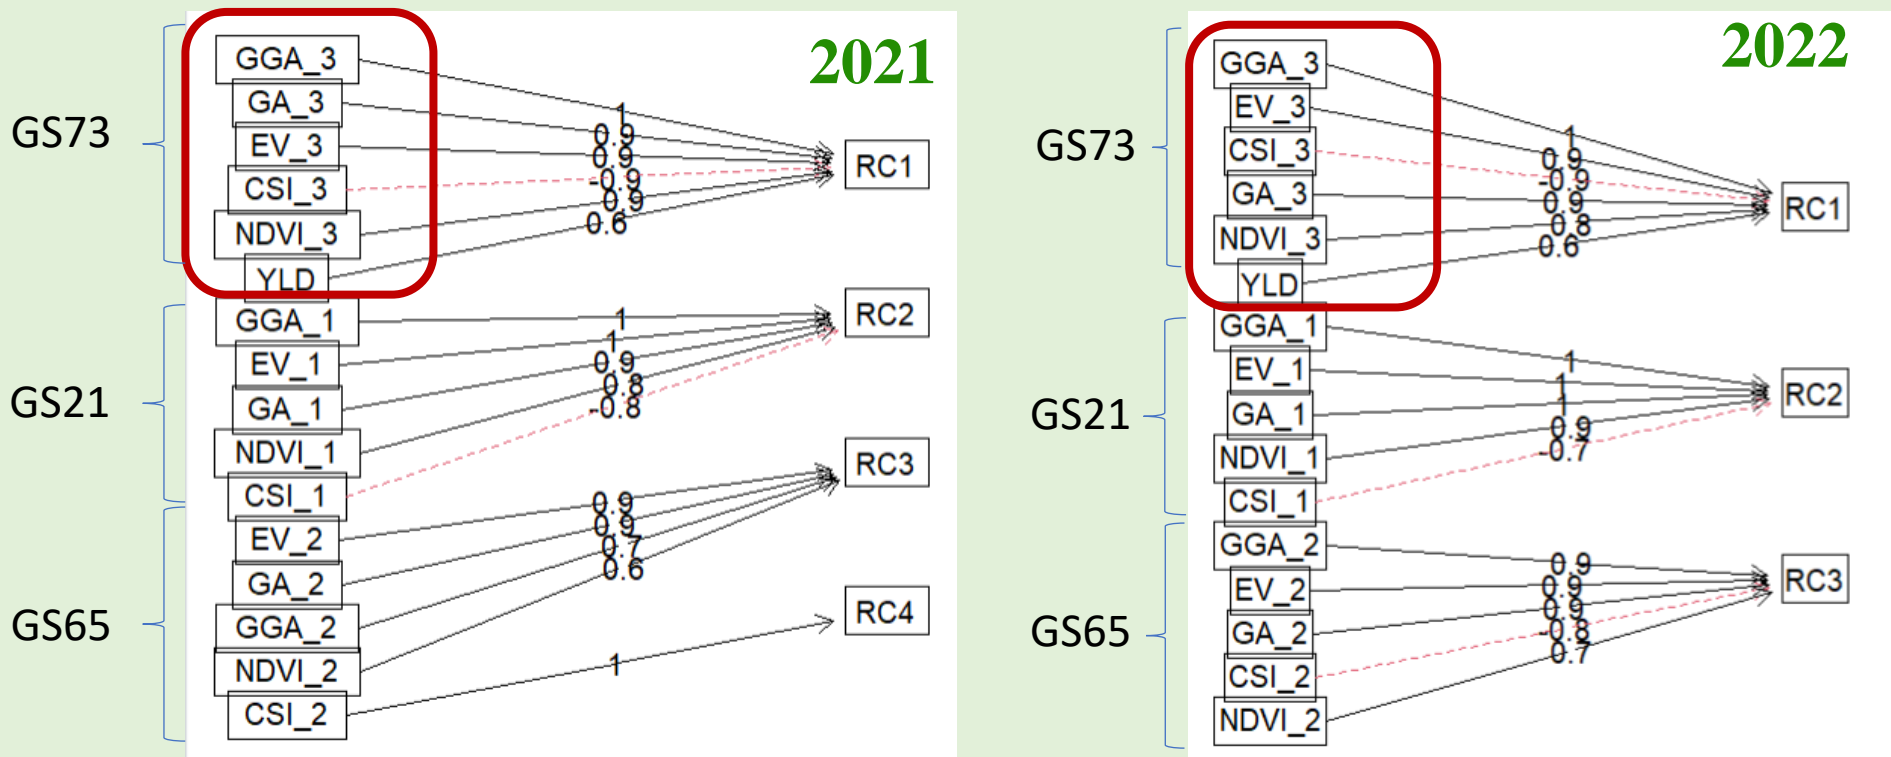 2021
GS73
GGA_3
GA_3
EV_3
CSI_3
NDVI_3
YLD
1
0.9
0.9
-0.9
0.9
0.6
RC1
GS21
GGA_1
EV_1
GA_1
NDVI_1
CSI_1
1
1
0.9
0.8
-0.8
RC2
GS65
EV_2
GA_2
GGA_2
NDVI_2
CSI_2
0.9
0.9
0.7
0.6
1
RC3
RC4
2022
GS73
GGA_3
EV_3
CSI_3
GA_3
NDVI_3
YLD
1
0.9
-0.9
0.9
0.8
0.6
RC1
GS21
GGA_1
EV_1
GA_1
NDVI_1
CSI_1
1
1
1
0.9
-0.7
RC2
GS65
GGA_2
EV_2
GA_2
CSI_2
NDVI_2
0.9
0.9
0.9
-0.8
0.7
RC3